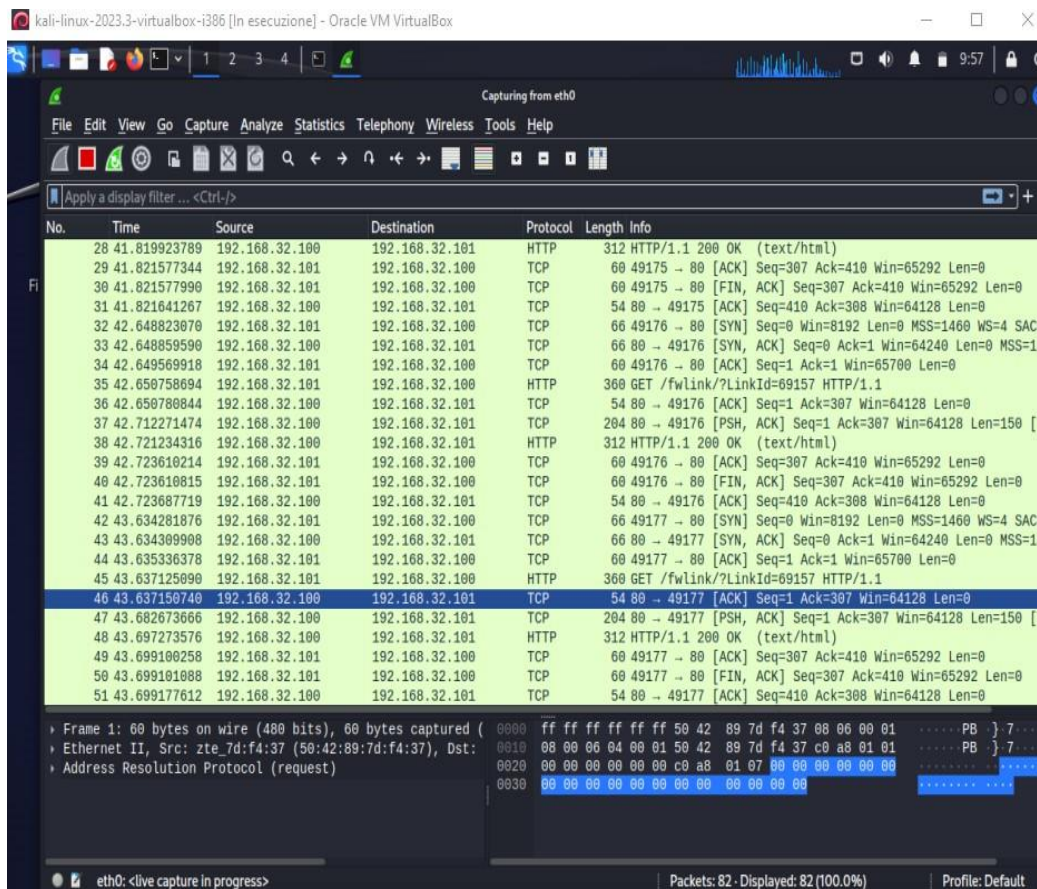 kali-linux-2023.3-virtualbox-i386 [In esecuzione] - Oracle VM VirtualBox
1 2 3 4 9:57
Capturing from eth0
File Edit View Go Capture Analyze Statistics Telephony Wireless Tools Help
Apply a display filter ... <Ctrl-/>
No. Time Source Destination Protocol Length Info
28 41.819923789 192.168.32.100 192.168.32.101 HTTP 312 HTTP/1.1 200 OK (text/html)
29 41.821577344 192.168.32.101 192.168.32.100 TCP 60 49175 → 80 [ACK] Seq=307 Ack=410 Win=65292 Len=0
Fi
30 41.821577990 192.168.32.101 192.168.32.100 TCP 60 49175 → 80 [FIN, ACK] Seq=307 Ack=410 Win=65292 Len=0
31 41.821641267 192.168.32.100 192.168.32.101 TCP 54 80 → 49175 [ACK] Seq=410 Ack=308 Win=64128 Len=0
32 42.648823070 192.168.32.101 192.168.32.100 TCP 66 49176 → 80 [SYN] Seq=0 Win=8192 Len=0 MSS=1460 WS=4 SAC
33 42.648859590 192.168.32.100 192.168.32.101 TCP 66 80 → 49176 [SYN, ACK] Seq=0 Ack=1 Win=64240 Len=0 MSS=1
34 42.649569918 192.168.32.101 192.168.32.100 TCP 60 49176 → 80 [ACK] Seq=1 Ack=1 Win=65700 Len=0
35 42.650758694 192.168.32.101 192.168.32.100 HTTP 360 GET /fwlink/?LinkId=69157 HTTP/1.1
36 42.650780844 192.168.32.100 192.168.32.101 TCP 54 80 → 49176 [ACK] Seq=1 Ack=307 Win=64128 Len=0
37 42.712271474 192.168.32.100 192.168.32.101 TCP 204 80 → 49176 [PSH, ACK] Seq=1 Ack=307 Win=64128 Len=150 [
38 42.721234316 192.168.32.100 192.168.32.101 HTTP 312 HTTP/1.1 200 OK (text/html)
39 42.723610214 192.168.32.101 192.168.32.100 TCP 60 49176 → 80 [ACK] Seq=307 Ack=410 Win=65292 Len=0
40 42.723610815 192.168.32.101 192.168.32.100 TCP 60 49176 → 80 [FIN, ACK] Seq=307 Ack=410 Win=65292 Len=0
41 42.723687719 192.168.32.100 192.168.32.101 TCP 54 80 → 49176 [ACK] Seq=410 Ack=308 Win=64128 Len=0
42 43.634281876 192.168.32.101 192.168.32.100 TCP 66 49177 → 80 [SYN] Seq=0 Win=8192 Len=0 MSS=1460 WS=4 SAC
43 43.634309908 192.168.32.100 192.168.32.101 TCP 66 80 → 49177 [SYN, ACK] Seq=0 Ack=1 Win=64240 Len=0 MSS=1
44 43.635336378 192.168.32.101 192.168.32.100 TCP 60 49177 → 80 [ACK] Seq=1 Ack=1 Win=65700 Len=0
45 43.637125090 192.168.32.101 192.168.32.100 HTTP 360 GET /fwlink/?LinkId=69157 HTTP/1.1
46 43.637150740 192.168.32.100 192.168.32.101 TCP 54 80 → 49177 [ACK] Seq=1 Ack=307 Win=64128 Len=0
47 43.682673666 192.168.32.100 192.168.32.101 TCP 204 80 → 49177 [PSH, ACK] Seq=1 Ack=307 Win=64128 Len=150 [
48 43.697273576 192.168.32.100 192.168.32.101 HTTP 312 HTTP/1.1 200 OK (text/html)
49 43.699100258 192.168.32.101 192.168.32.100 TCP 60 49177 → 80 [ACK] Seq=307 Ack=410 Win=65292 Len=0
50 43.699101088 192.168.32.101 192.168.32.100 TCP 60 49177 → 80 [FIN, ACK] Seq=307 Ack=410 Win=65292 Len=0
51 43.699177612 192.168.32.100 192.168.32.101 TCP 54 80 → 49177 [ACK] Seq=410 Ack=308 Win=64128 Len=0
Frame 1: 60 bytes on wire (480 bits), 60 bytes captured (
Ethernet II, Src: zte_7d:f4:37 (50:42:89:7d:f4:37), Dst:
Address Resolution Protocol (request)
0000 ff ff ff ff ff ff 50 42 89 7d f4 37 08 06 00 01 ······PB ·}·7····
0010 08 00 06 04 00 01 50 42 89 7d f4 37 c0 a8 01 01 ······PB ·}·7····
0020 00 00 00 00 00 00 c0 a8 01 07 00 00 00 00 00 00
0030 00 00 00 00 00 00 00 00 00 00 00 00
eth0: <live capture in progress> Packets: 82 · Displayed: 82 (100.0%) Profile: Default